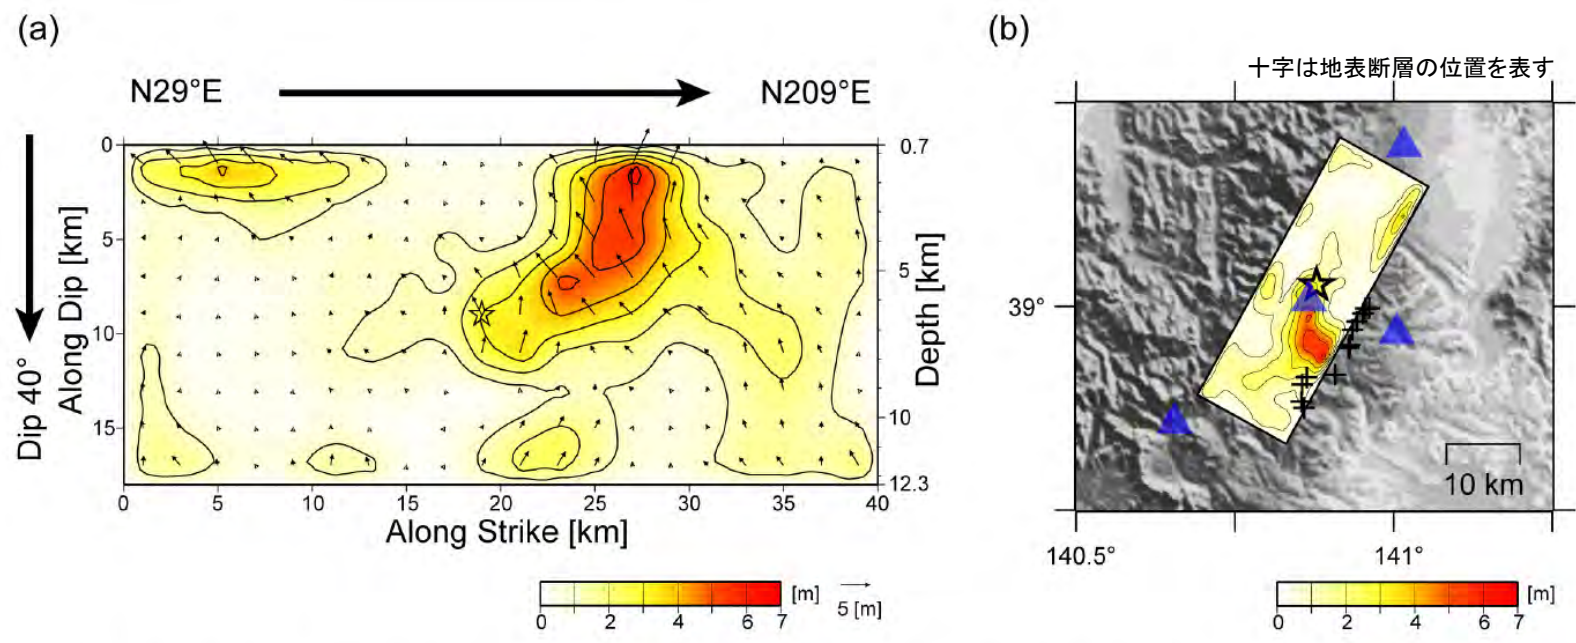 (a)
N29°E
N209°E
0
5
10
15
Along Dip [km]
Dip 40°
0.7
5
10
12.3
Depth [km]
0 5 10 15 20 25 30 35 40
Along Strike [km]
0 2 4 6 7
[m]
5 [m]
(b)
十字は地表断層の位置を表す
39°
10 km
140.5° 141°
0 2 4 6 7
[m]